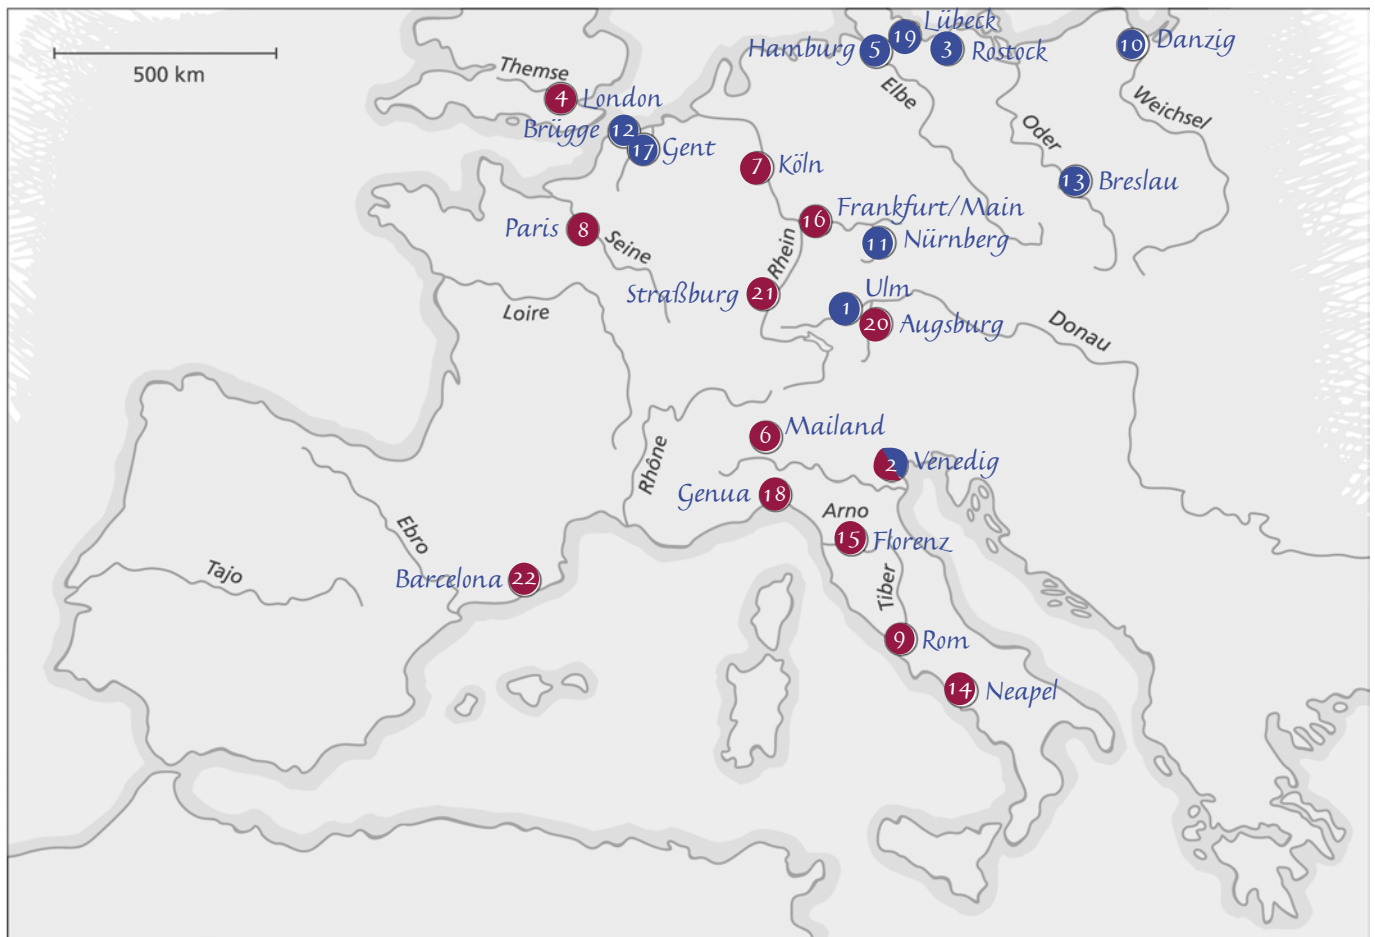 Lübeck
19
Hamburg 5
3 Rostock
10 Danzig
500 km
Themse
4 London
Elbe
Weichsel
Brügge 12
17 Gent
Oder
7 Köln
13 Breslau
Paris 8
Seine
16 Frankfurt/Main
11 Nürnberg
Rhein
Straßburg 21
Ulm
1
20 Augsburg
Loire
Donau
6 Mailand
Rhône
2 Venedig
Genua 18
Arno
15 Florenz
Ebro
Tajo
Barcelona 22
Tiber
9 Rom
14 Neapel